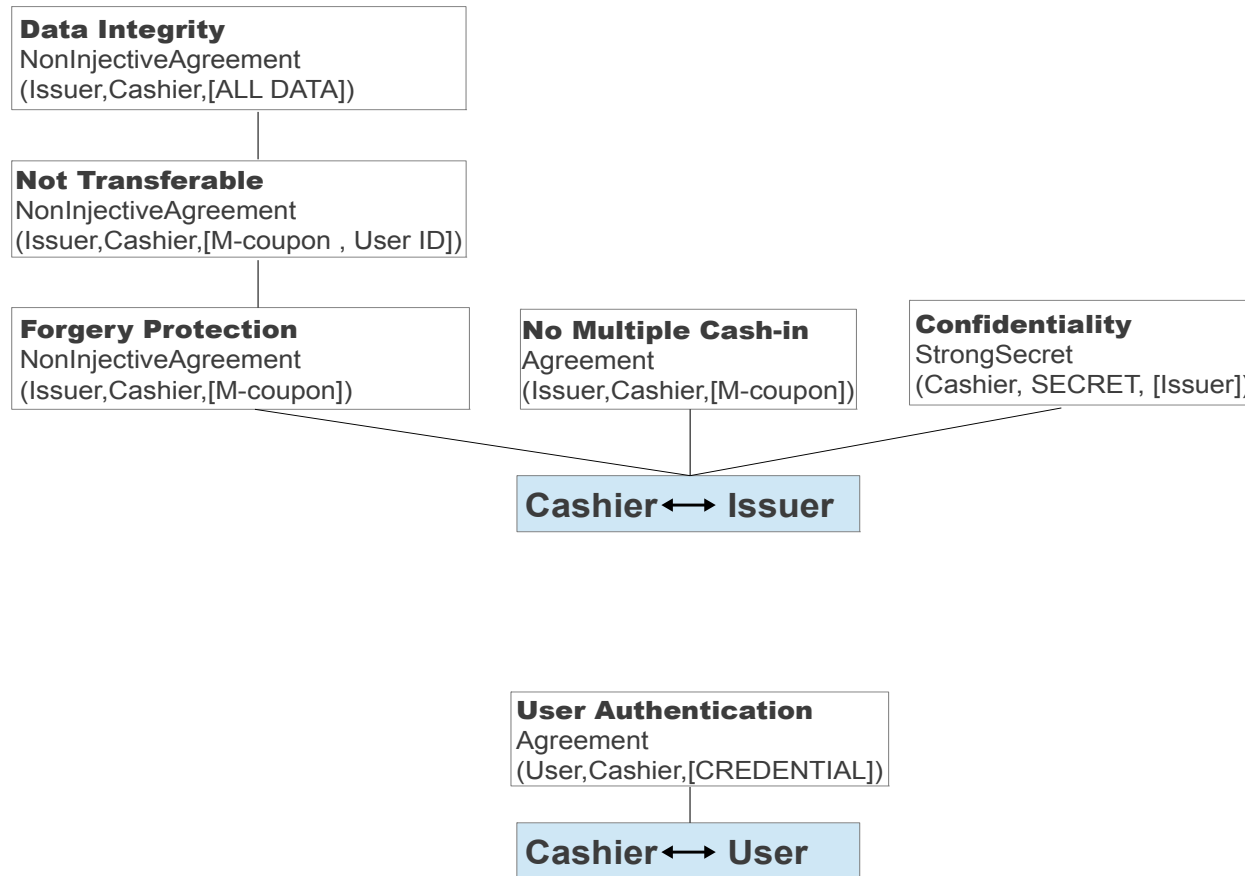 Data Integrity
NonInjectiveAgreement
(Issuer,Cashier,[ALL DATA])
Not Transferable
NonInjectiveAgreement
(Issuer,Cashier,[M-coupon , User ID])
Forgery Protection
NonInjectiveAgreement
(Issuer,Cashier,[M-coupon])
No Multiple Cash-in
Agreement
(Issuer,Cashier,[M-coupon])
Confidentiality
StrongSecret
(Cashier, SECRET, [Issuer])
Cashier ↔ Issuer
User Authentication
Agreement
(User,Cashier,[CREDENTIAL])
Cashier ↔ User